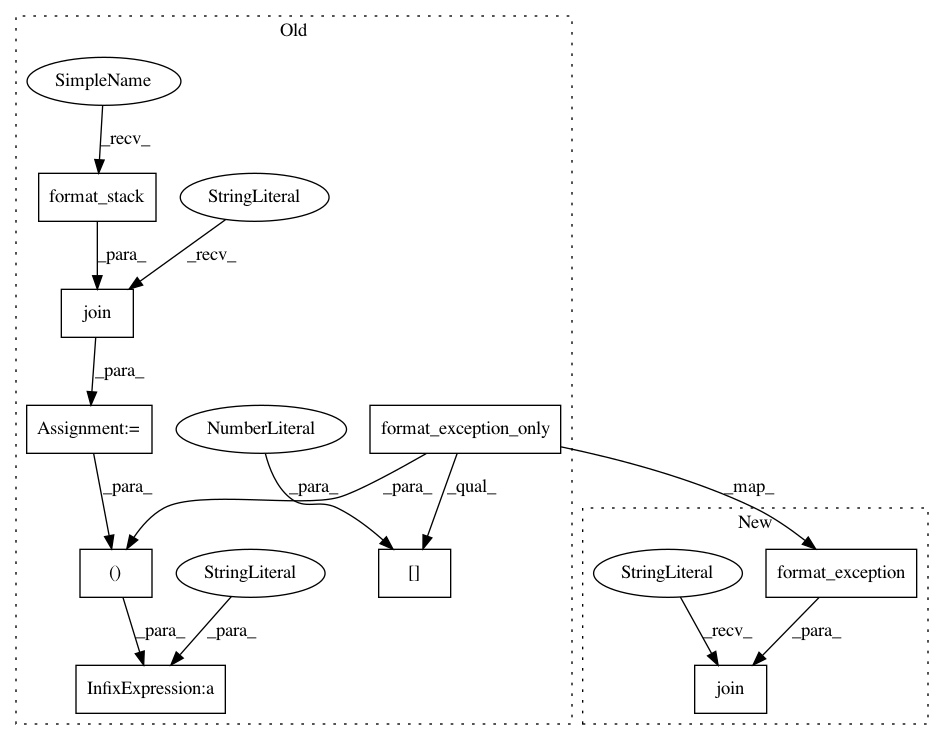 Old
SimpleName
_recv_
format_stack
StringLiteral
_para_
_recv_
join
_para_
Assignment:=
NumberLiteral
format_exception_only
_para_
_para_
_para_
_qual_
_map_
New
()
StringLiteral
[]
StringLiteral
format_exception
_para_
_para_
_recv_
_para_
InfixExpression:a
join